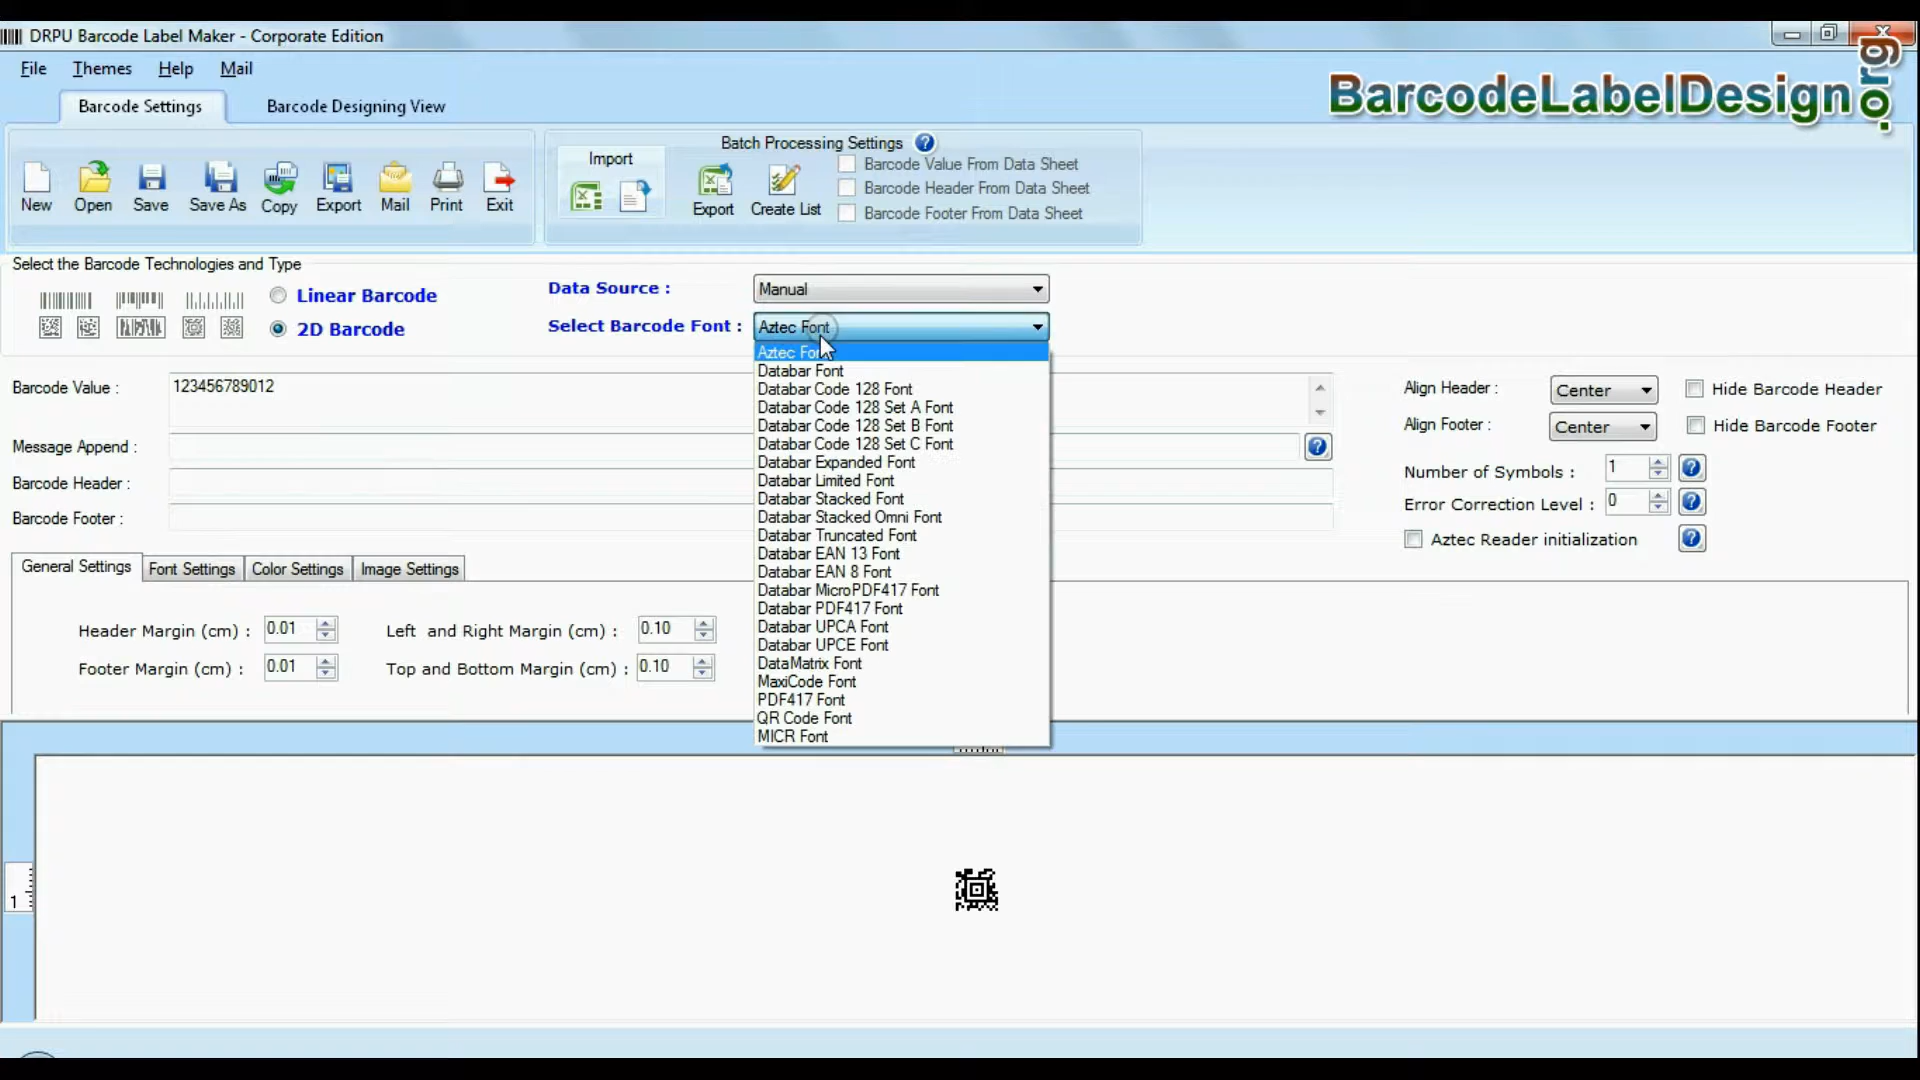 DRPU Barcode Label Maker - Corporate Edition
File Themes Help Mail
BarcodeLabelDesign.org
Barcode Settings Barcode Designing View
New Open Save Save As Copy Export Mail Print Exit
Import
Batch Processing Settings
Export Create List
Barcode Value From Data Sheet
Barcode Header From Data Sheet
Barcode Footer From Data Sheet
Select the Barcode Technologies and Type
Linear Barcode
2D Barcode
Data Source : Manual
Select Barcode Font : Aztec Font
Aztec Font
Databar Font
Databar Code 128 Font
Databar Code 128 Set A Font
Databar Code 128 Set B Font
Databar Code 128 Set C Font
Databar Expanded Font
Databar Limited Font
Databar Stacked Font
Databar Stacked Omni Font
Databar Truncated Font
Databar EAN 13 Font
Databar EAN 8 Font
Databar MicroPDF417 Font
Databar PDF417 Font
Databar UPCA Font
Databar UPCE Font
DataMatrix Font
MaxiCode Font
PDF417 Font
QR Code Font
MICR Font
Barcode Value : 123456789012
Message Append :
Barcode Header :
Barcode Footer :
Align Header : Center Hide Barcode Header
Align Footer : Center Hide Barcode Footer
Number of Symbols : 1
Error Correction Level : 0
Aztec Reader initialization
General Settings Font Settings Color Settings Image Settings
Header Margin (cm) : 0.01 Left and Right Margin (cm) : 0.10
Footer Margin (cm) : 0.01 Top and Bottom Margin (cm) : 0.10
1